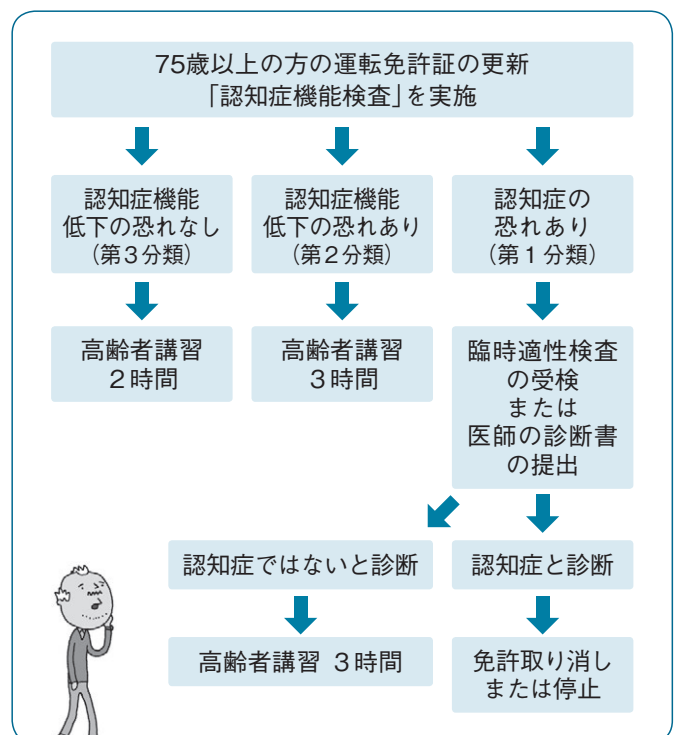 75歳以上の方の運転免許証の更新
「認知症機能検査」を実施
認知症機能
低下の恐れなし
（第3分類）
認知症機能
低下の恐れあり
（第2分類）
認知症の
恐れあり
（第1分類）
高齢者講習
2時間
高齢者講習
3時間
臨時適性検査
の受検
または
医師の診断書
の提出
認知症ではないと診断
認知症と診断
高齢者講習 3時間
免許取り消し
または停止